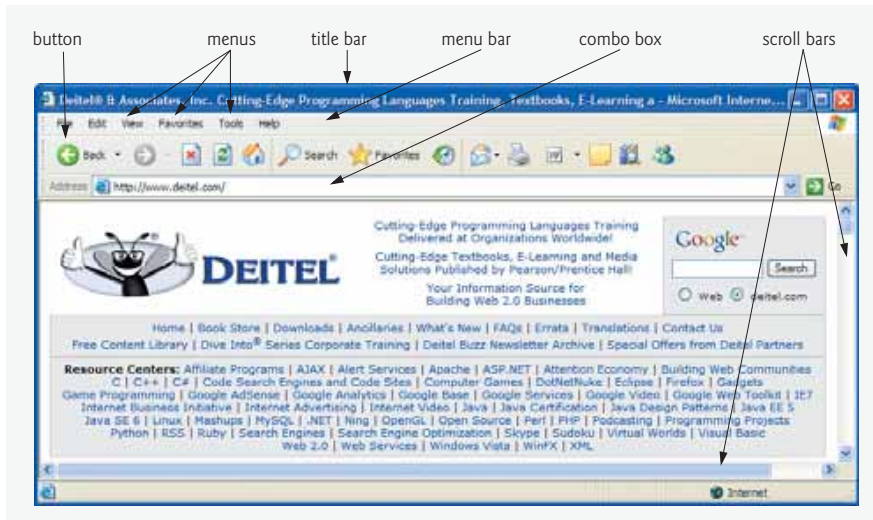 button menus title bar menu bar combo box scroll bars
Deitel® & Associates, Inc. Cutting-Edge Programming Languages Training, Textbooks, E-Learning a - Microsoft Interne...
File Edit View Favorites Tools Help
Back Search Favorites
Address http://www.deitel.com/ Go
Cutting-Edge Programming Languages Training
Delivered at Organizations Worldwide!
Cutting-Edge Textbooks, E-Learning and Media
Solutions Published by Pearson/Prentice Hall!
Your Information Source for
Building Web 2.0 Businesses
DEITEL®
Google™
Search
Web deitel.com
Home | Book Store | Downloads | Ancillaries | What's New | FAQs | Errata | Translations | Contact Us
Free Content Library | Dive Into® Series Corporate Training | Deitel Buzz Newsletter Archive | Special Offers from Deitel Partners
Resource Centers: Affiliate Programs | AJAX | Alert Services | Apache | ASP.NET | Attention Economy | Building Web Communities
C | C++ | C# | Code Search Engines and Code Sites | Computer Games | DotNetNuke | Eclipse | Firefox | Gadgets
Game Programming | Google AdSense | Google Analytics | Google Base | Google Services | Google Video | Google Web Toolkit | IE7
Internet Business Initiative | Internet Advertising | Internet Video | Java | Java Certification | Java Design Patterns | Java EE 5
Java SE 6 | Linux | Mashups | MySQL | .NET | Ning | OpenGL | Open Source | Perl | PHP | Podcasting | Programming Projects
Python | RSS | Ruby | Search Engines | Search Engine Optimization | Skype | Sudoku | Virtual Worlds | Visual Basic
Web 2.0 | Web Services | Windows Vista | WinFX | XML
Internet